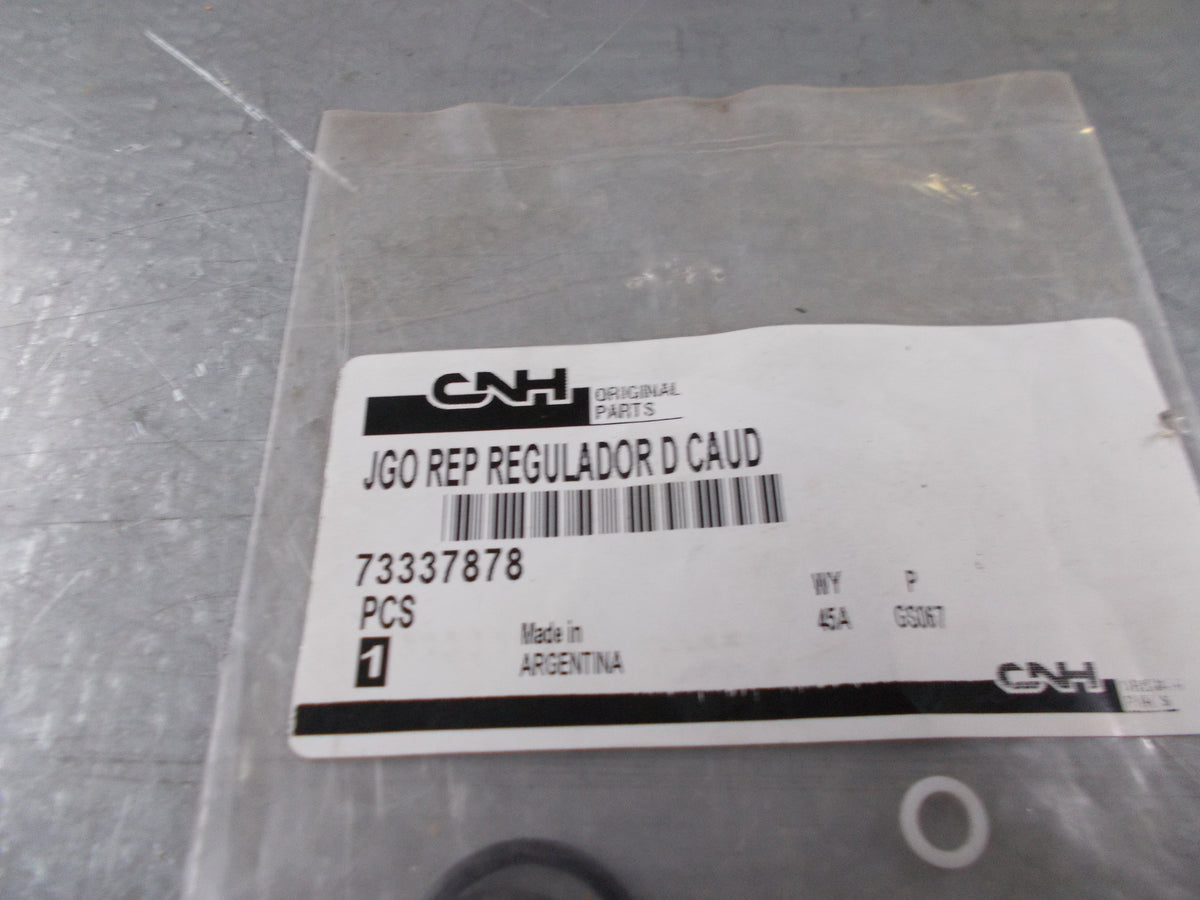 CNH ORIGINAL
PARTS
JGO REP REGULADOR D CAUD
73337878
PCS
1
Made in
ARGENTINA
WY P
45A GS067
CNH